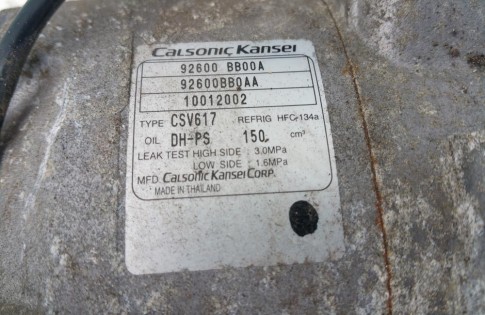 CALSONIC KANSEI
92600 BB00A
92600BB0AA
10012002
TYPE CSV617 REFRIG HFC-134a
OIL DH-PS 150 cm³
LEAK TEST HIGH SIDE : 3.0MPa
LOW SIDE : 1.6MPa
MFD CALSONIC KANSEI CORP.
MADE IN THAILAND